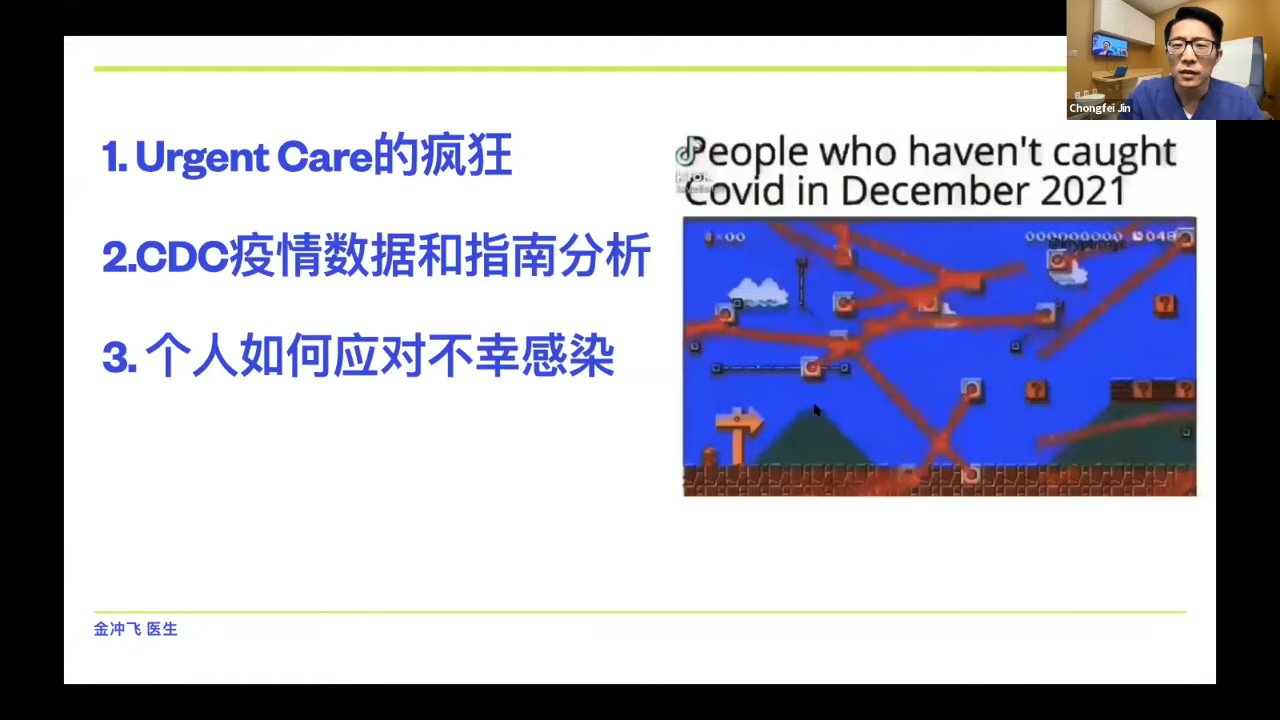 1. Urgent Care的疯狂
2.CDC疫情数据和指南分析
3. 个人如何应对不幸感染
People who haven't caught
Covid in December 2021
Chongfei Jin
金冲飞 医生